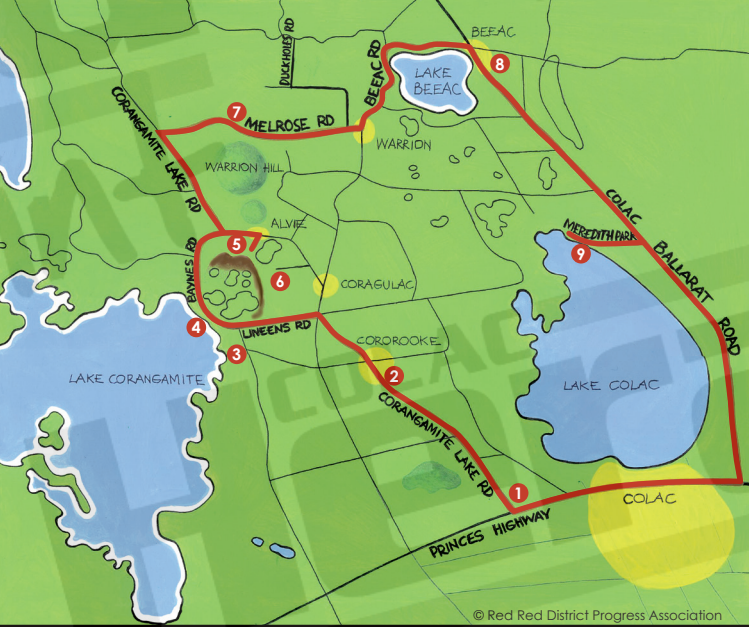 BEEAC
DUCKHOLES RD
BEEAC RD
8
LAKE
BEEAC
CORANGAMITE LAKE RD
7
MELROSE RD
WARRION
WARRION HILL
COLAC
BALLARAT
ROAD
MEREDITH PARK
9
ALVIE
5
BAYNES RD
6
CORAGULAC
4
LINEENS RD
3
COROROOKE
2
LAKE CORANGAMITE
LAKE COLAC
CORANGAMITE LAKE RD
1
COLAC
PRINCES HIGHWAY
COLAC
© Red Red District Progress Association